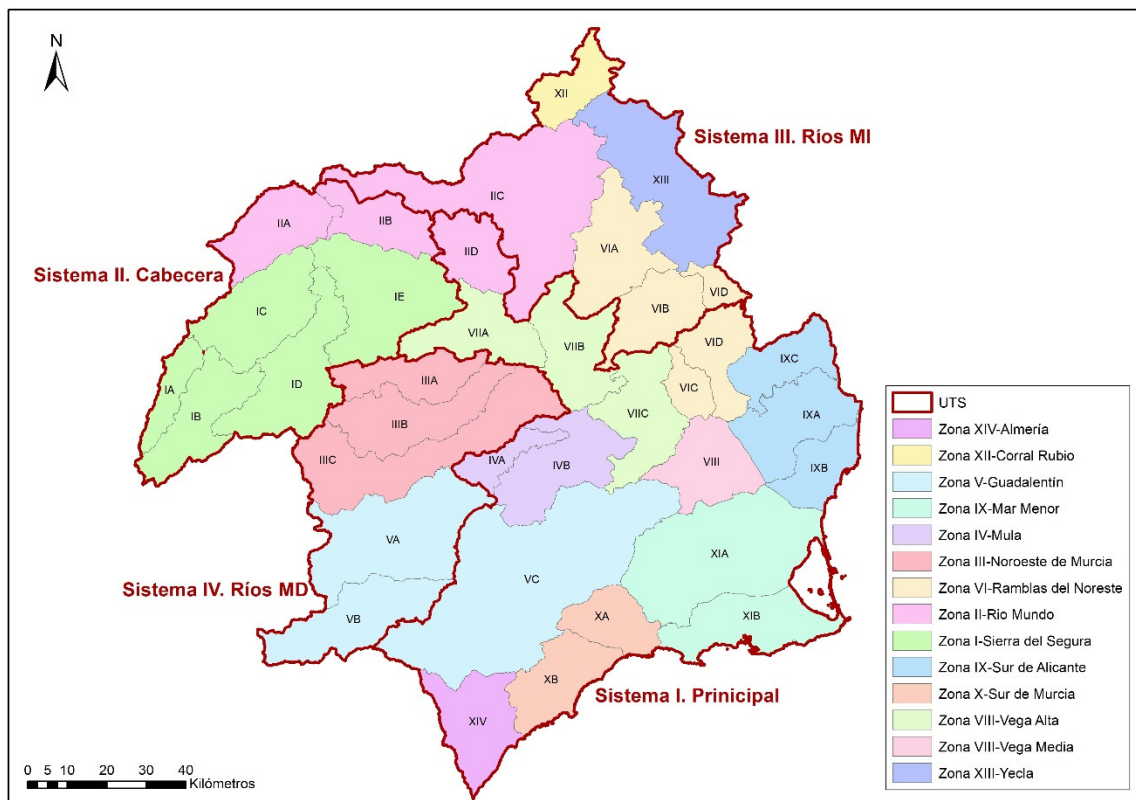 N
XII
Sistema III. Ríos MI
XIII
IIC
IIA
IIB
IID
VIA
Sistema II. Cabecera
IE
VID
IC
VIB
VIIA
VIIB
VID
IXC
IIIA
IA
ID
VIC
IB
VIIC
IXA
IIIB
IIIC
IVA
IVB
VIII
IXB
VA
XIA
VC
Sistema IV. Ríos MD
VB
XA
XIB
XB
Sistema I. Prinicipal
XIV
0 5 10 20 30 40
Kilómetros
UTS
Zona XIV-Almería
Zona XII-Corral Rubio
Zona V-Guadalentín
Zona IX-Mar Menor
Zona IV-Mula
Zona III-Noroeste de Murcia
Zona VI-Ramblas del Noreste
Zona II-Rio Mundo
Zona I-Sierra del Segura
Zona IX-Sur de Alicante
Zona X-Sur de Murcia
Zona VIII-Vega Alta
Zona VIII-Vega Media
Zona XIII-Yecla